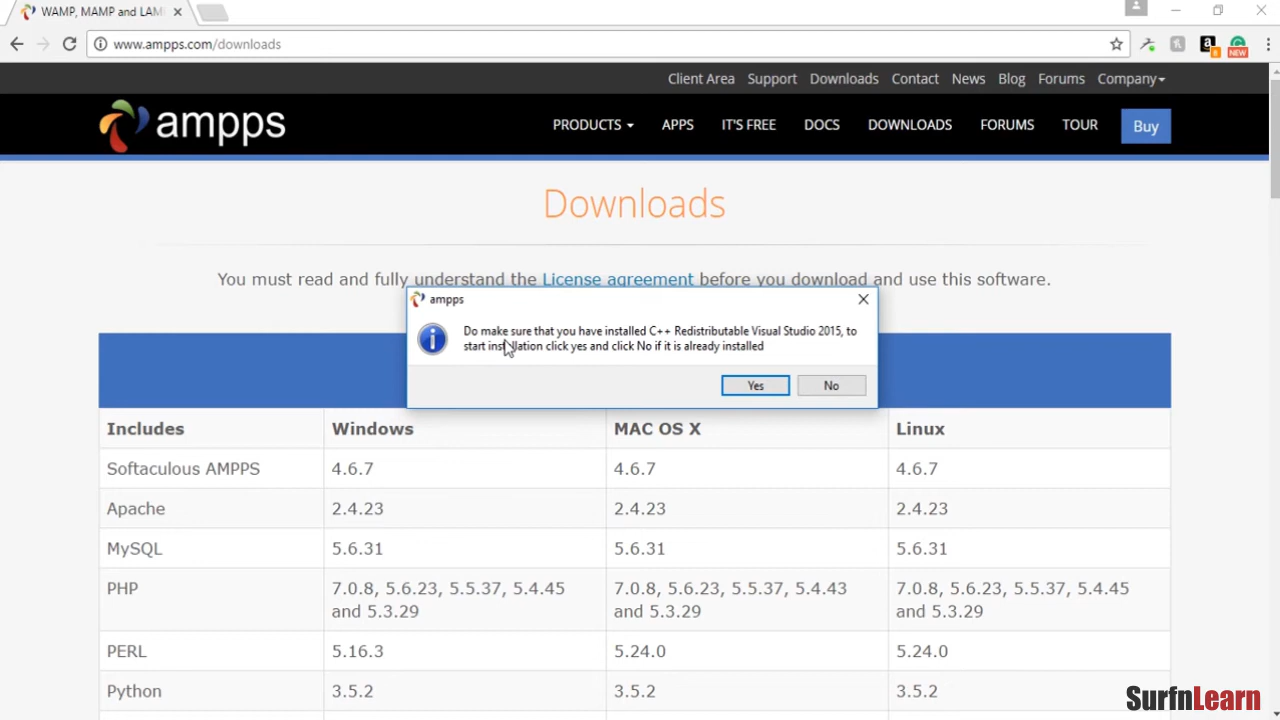 WAMP, MAMP and LAM
www.ampps.com/downloads
8
NEW
Client Area Support Downloads Contact News Blog Forums Company
ampps
PRODUCTS APPS IT'S FREE DOCS DOWNLOADS FORUMS TOUR Buy
Downloads
You must read and fully understand the License agreement before you download and use this software.
ampps
Do make sure that you have installed C++ Redistributable Visual Studio 2015, to
start installation click yes and click No if it is already installed
Yes No
Includes Windows MAC OS X Linux
Softaculous AMPPS 4.6.7 4.6.7 4.6.7
Apache 2.4.23 2.4.23 2.4.23
MySQL 5.6.31 5.6.31 5.6.31
PHP 7.0.8, 5.6.23, 5.5.37, 5.4.45 7.0.8, 5.6.23, 5.5.37, 5.4.43 7.0.8, 5.6.23, 5.5.37, 5.4.45
and 5.3.29 and 5.3.29 and 5.3.29
PERL 5.16.3 5.24.0 5.24.0
Python 3.5.2 3.5.2 3.5.2
SurfnLearn